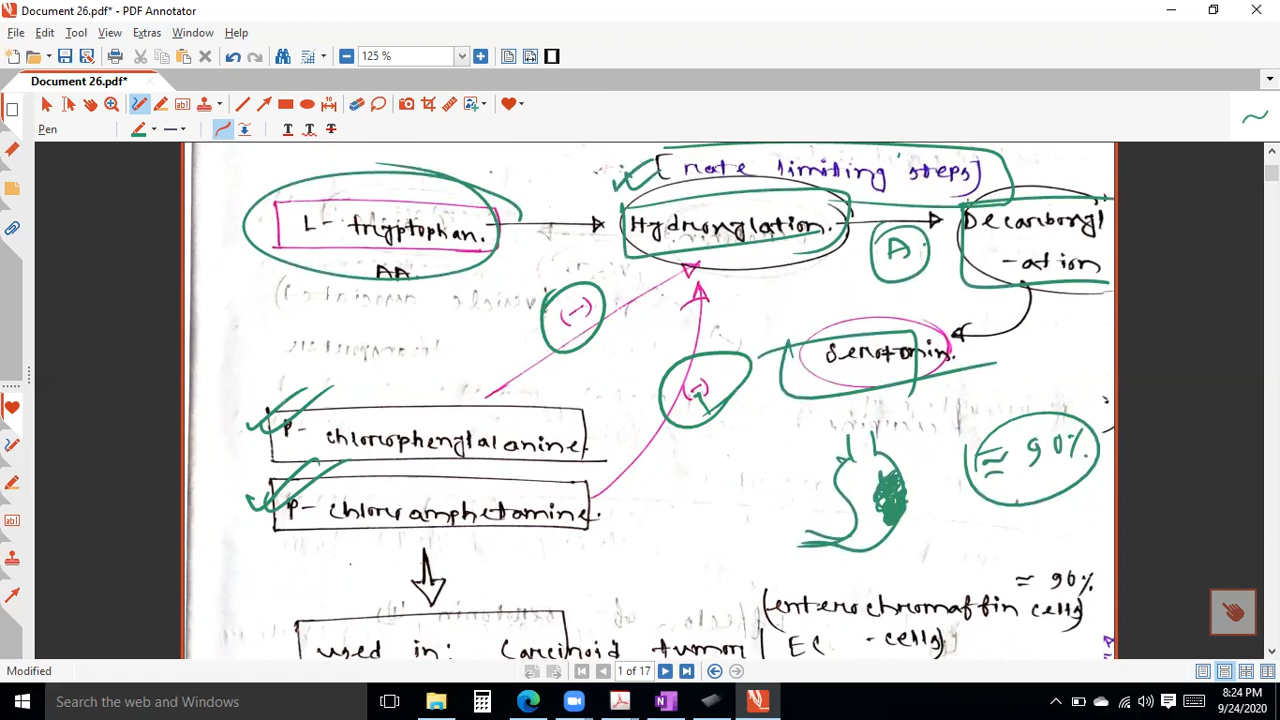 Document 26.pdf* - PDF Annotator
File Edit Tool View Extras Window Help
125 %
Document 26.pdf*
Pen
[rate limiting steps]
L- tryptophan.
AA
Hydroxylation.
A
Decarboxyl
-ation
(-)
(-)
Serotonin.
P- chlorophenylalanine.
≈ 90%
P- chloroamphetamine.
≈ 90%
(enterochromaffin cells)
used in: Carcinoid tumor
EC - cells)
Modified
1 of 17
Search the web and Windows
8:24 PM
9/24/2020